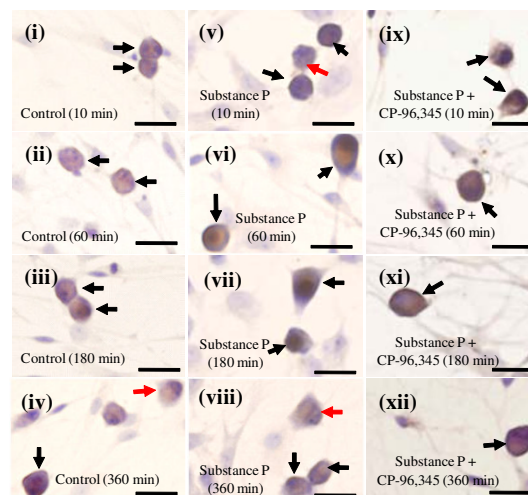 (i)
Control (10 min)
(v)
Substance P
(10 min)
(ix)
Substance P +
CP-96,345 (10 min)
(ii)
Control (60 min)
(vi)
Substance P
(60 min)
(x)
Substance P +
CP-96,345 (60 min)
(iii)
Control (180 min)
(vii)
Substance P
(180 min)
(xi)
Substance P +
CP-96,345 (180 min)
(iv)
Control (360 min)
(viii)
Substance P
(360 min)
(xii)
Substance P +
CP-96,345 (360 min)